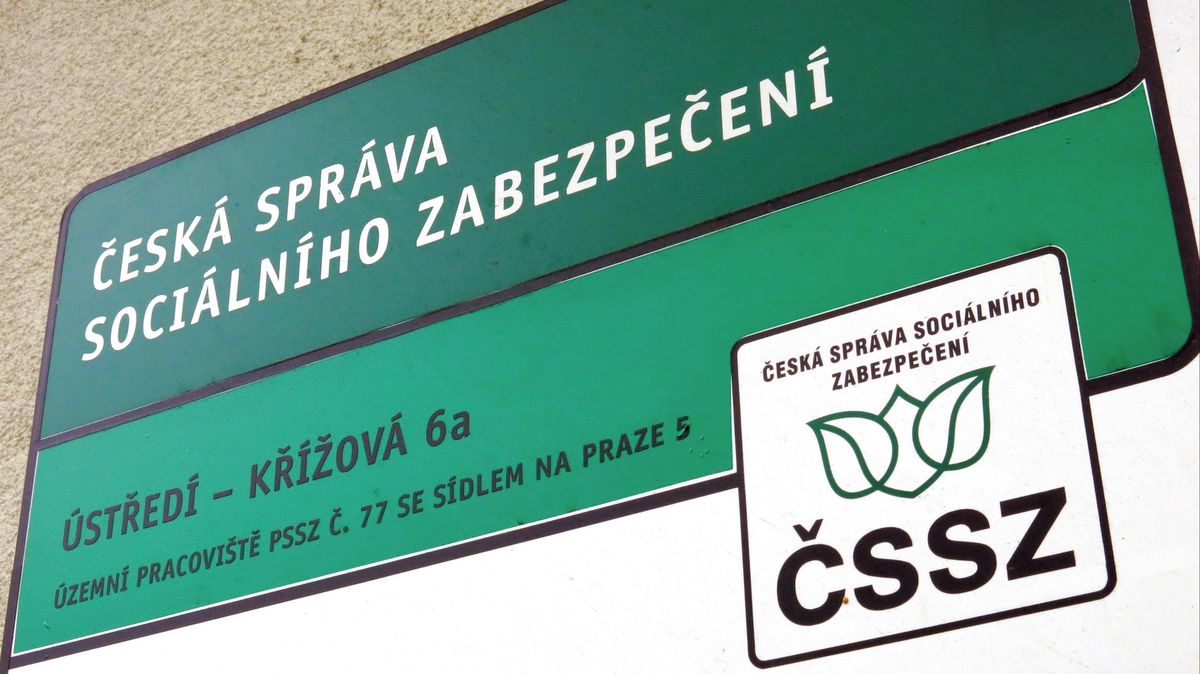 ČESKÁ SPRÁVA
SOCIÁLNÍHO ZABEZPEČENÍ
ÚSTŘEDÍ – KŘÍŽOVÁ 6a
ÚZEMNÍ PRACOVIŠTĚ PSSZ Č. 77 SE SÍDLEM NA PRAZE 5
ČESKÁ SPRÁVA SOCIÁLNÍHO
ZABEZPEČENÍ
ČSSZ